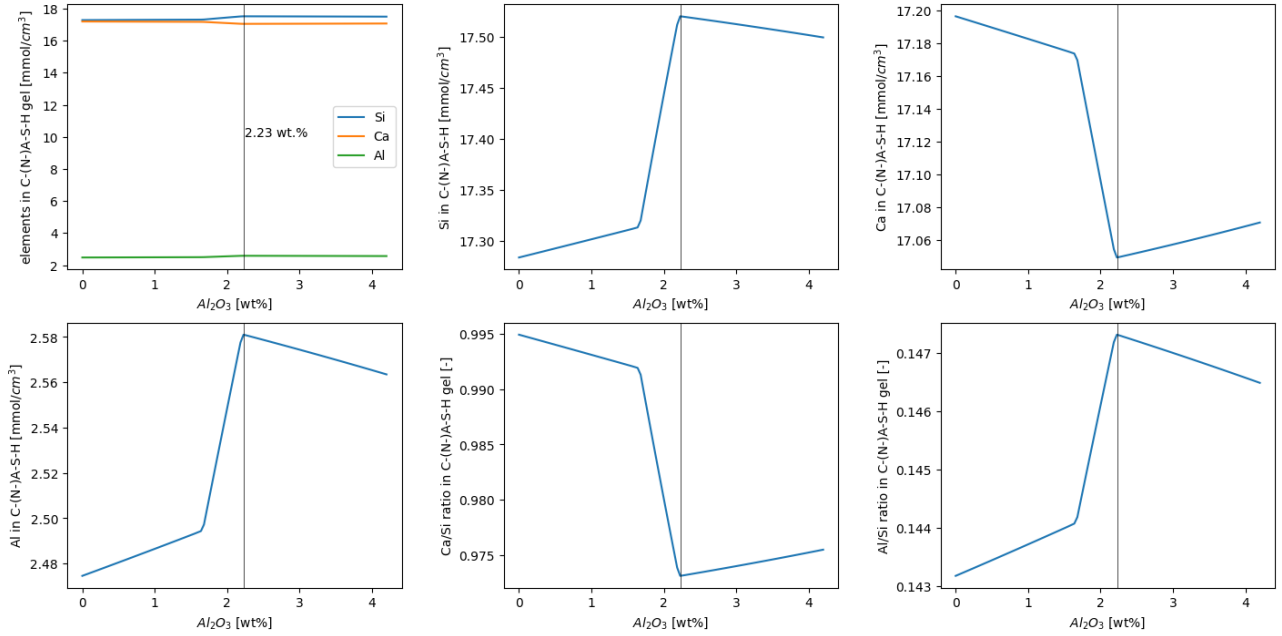 elements in C-(N-)A-S-H gel [mmol/cm³]
18
16
14
12
10
8
6
4
2
2.23 wt.%
Si
Ca
Al
0 1 2 3 4
Al₂O₃ [wt%]
Si in C-(N-)A-S-H [mmol/cm³]
17.50
17.45
17.40
17.35
17.30
0 1 2 3 4
Al₂O₃ [wt%]
Ca in C-(N-)A-S-H [mmol/cm³]
17.20
17.18
17.16
17.14
17.12
17.10
17.08
17.06
0 1 2 3 4
Al₂O₃ [wt%]
Al in C-(N-)A-S-H [mmol/cm³]
2.58
2.56
2.54
2.52
2.50
2.48
0 1 2 3 4
Al₂O₃ [wt%]
Ca/Si ratio in C-(N-)A-S-H gel [-]
0.995
0.990
0.985
0.980
0.975
0 1 2 3 4
Al₂O₃ [wt%]
Al/Si ratio in C-(N-)A-S-H gel [-]
0.147
0.146
0.145
0.144
0.143
0 1 2 3 4
Al₂O₃ [wt%]